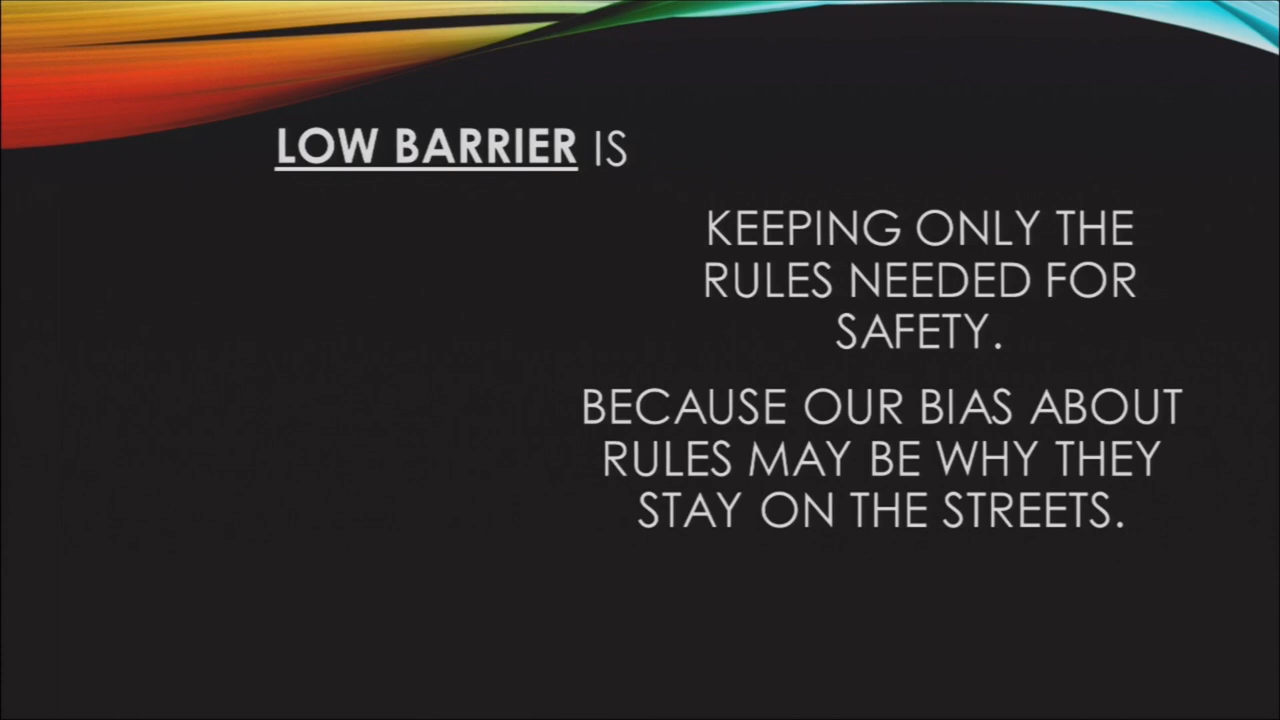 LOW BARRIER IS
KEEPING ONLY THE
RULES NEEDED FOR
SAFETY.
BECAUSE OUR BIAS ABOUT
RULES MAY BE WHY THEY
STAY ON THE STREETS.